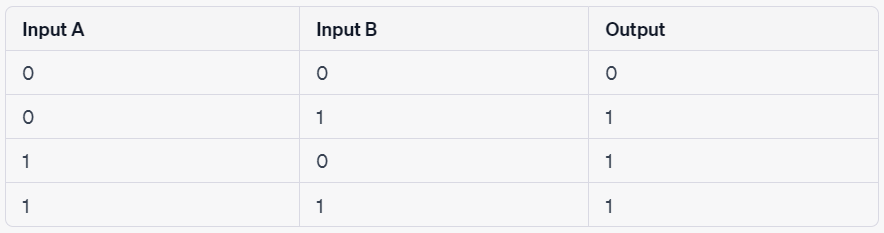 Input A Input B Output
0 0 0
0 1 1
1 0 1
1 1 1